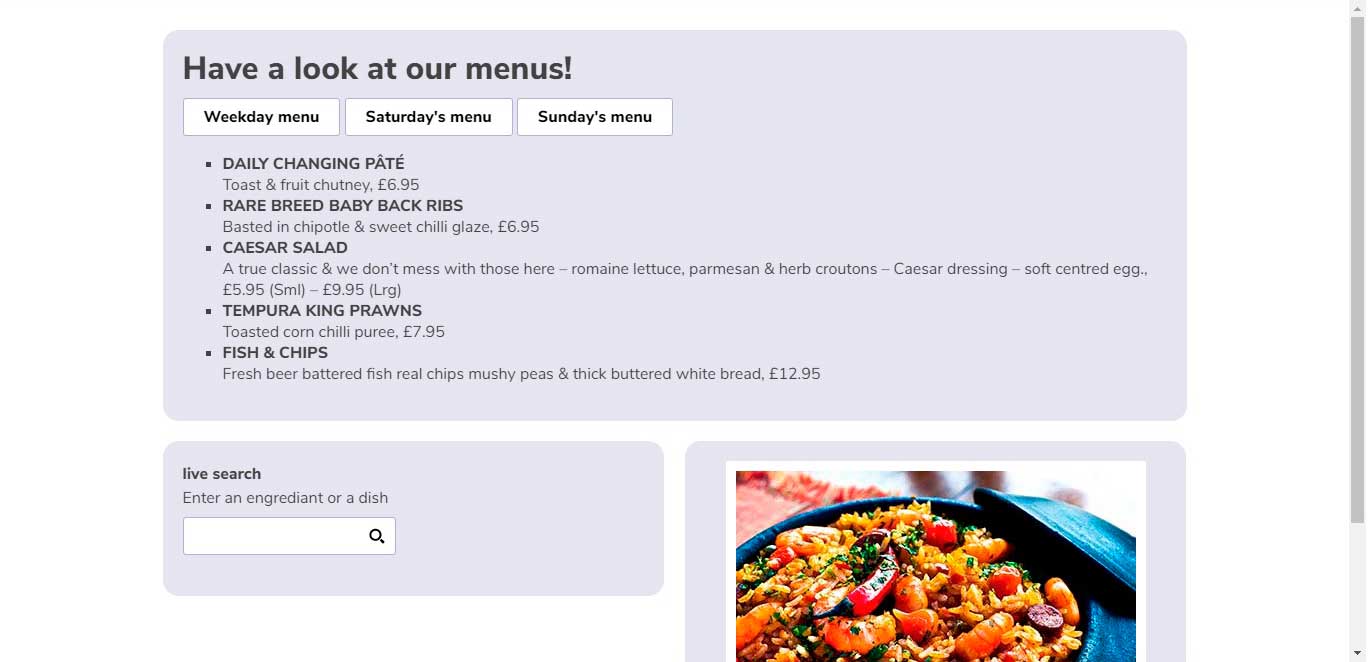 Have a look at our menus!
Weekday menu Saturday's menu Sunday's menu
DAILY CHANGING PÂTÉ
Toast & fruit chutney, £6.95
RARE BREED BABY BACK RIBS
Basted in chipotle & sweet chilli glaze, £6.95
CAESAR SALAD
A true classic & we don’t mess with those here – romaine lettuce, parmesan & herb croutons – Caesar dressing – soft centred egg.,
£5.95 (Sml) – £9.95 (Lrg)
TEMPURA KING PRAWNS
Toasted corn chilli puree, £7.95
FISH & CHIPS
Fresh beer battered fish real chips mushy peas & thick buttered white bread, £12.95
live search
Enter an engrediant or a dish